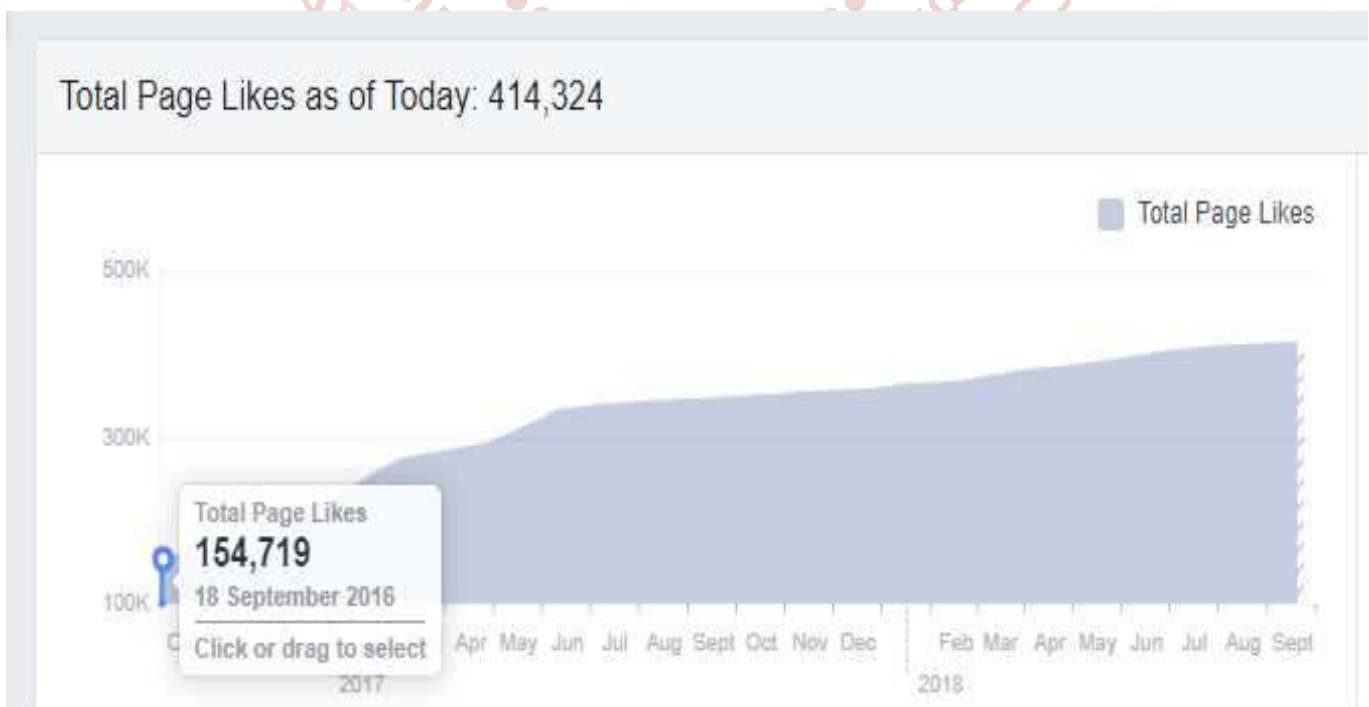 Total Page Likes as of Today: 414,324
Total Page Likes
500K
300K
100K
Total Page Likes
154,719
18 September 2016
Click or drag to select
Apr May Jun Jul Aug Sept Oct Nov Dec Feb Mar Apr May Jun Jul Aug Sept
2017 2018